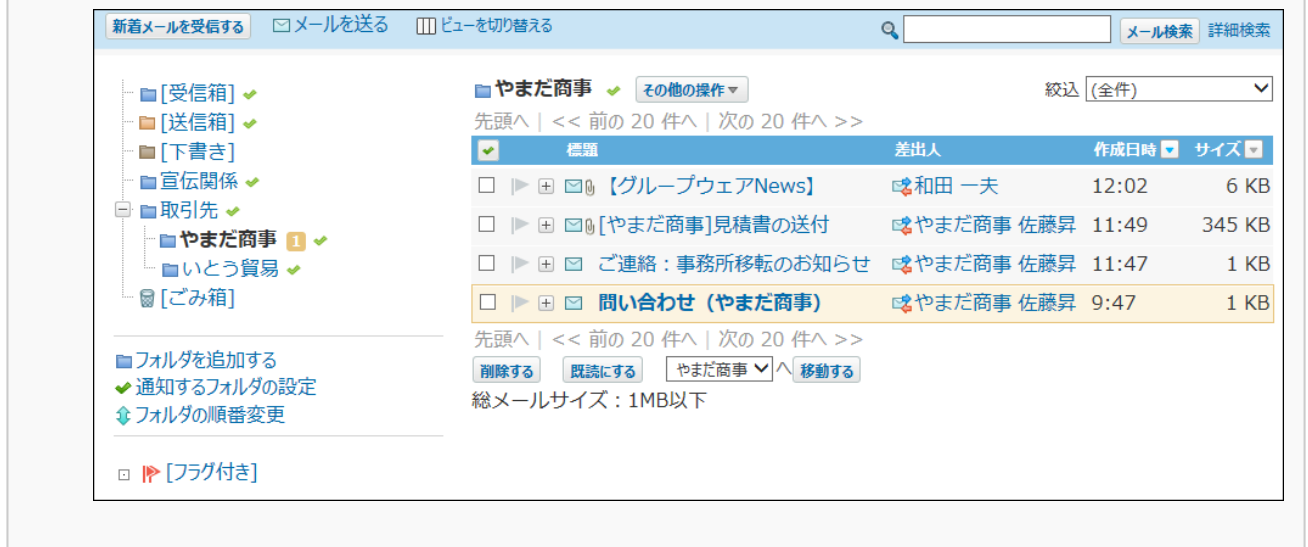 新着メールを受信する メールを送る ビューを切り替える メール検索 詳細検索
[受信箱]
[送信箱]
[下書き]
宣伝関係
取引先
やまだ商事 1
いとう貿易
[ごみ箱]
フォルダを追加する
通知するフォルダの設定
フォルダの順番変更
[フラグ付き]
やまだ商事 その他の操作 絞込 (全件)
先頭へ | << 前の 20 件へ | 次の 20 件へ >>
標題 差出人 作成日時 サイズ
【グループウェアNews】 和田 一夫 12:02 6 KB
[やまだ商事]見積書の送付 やまだ商事 佐藤昇 11:49 345 KB
ご連絡：事務所移転のお知らせ やまだ商事 佐藤昇 11:47 1 KB
問い合わせ（やまだ商事） やまだ商事 佐藤昇 9:47 1 KB
先頭へ | << 前の 20 件へ | 次の 20 件へ >>
削除する 既読にする やまだ商事 へ 移動する
総メールサイズ：1MB以下